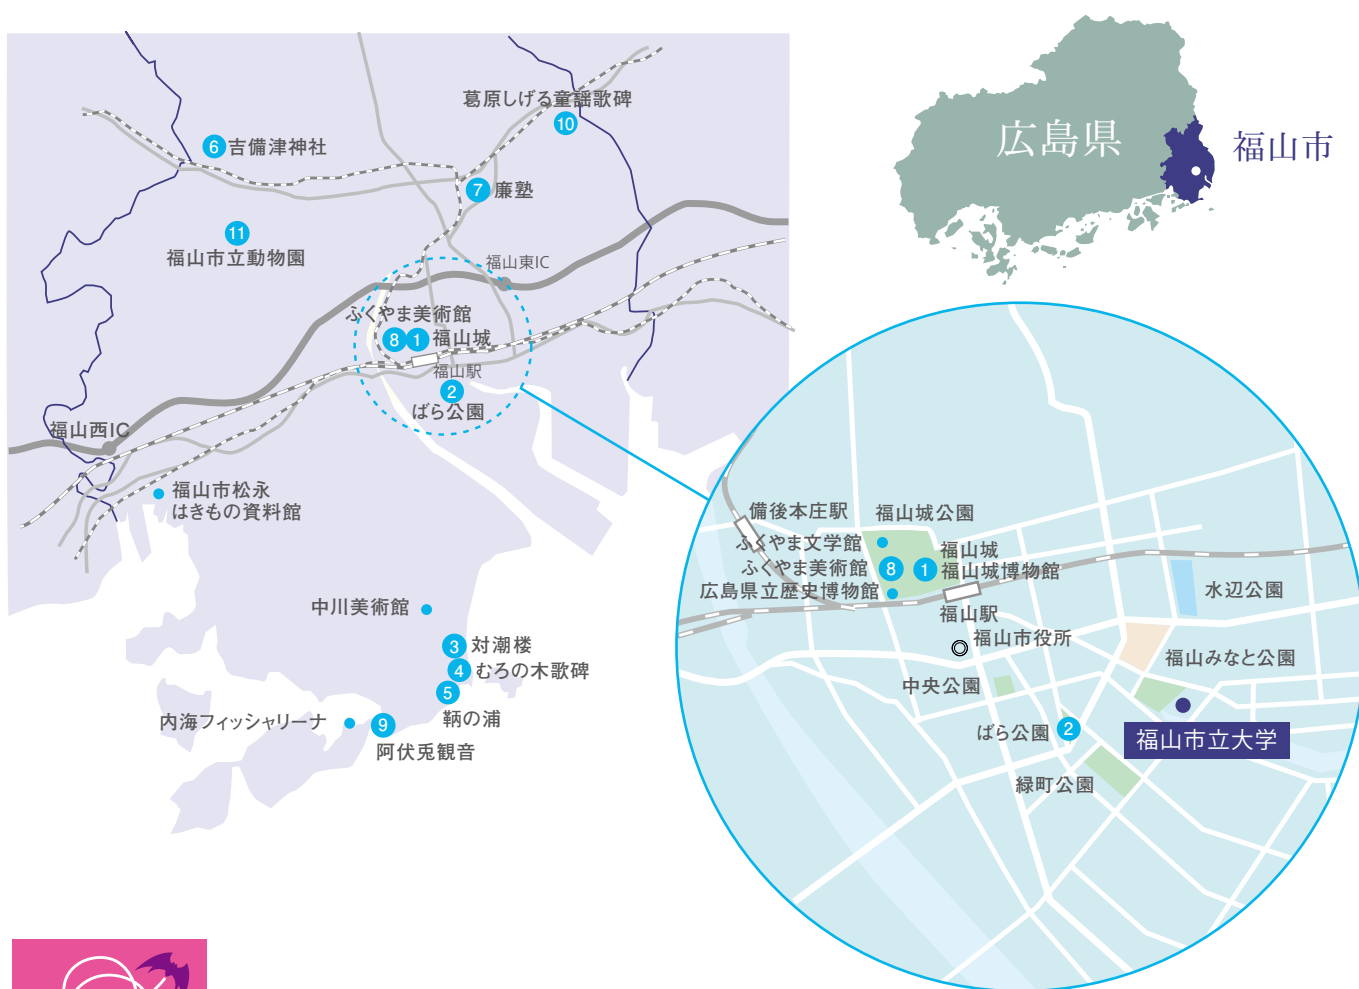 広島県
福山市
葛原しげる童謡歌碑
10
6 吉備津神社
7 廉塾
11
福山市立動物園
福山東IC
ふくやま美術館
8 1 福山城
福山駅
2
ばら公園
福山西IC
福山市松永
はきもの資料館
中川美術館
3 対潮楼
4 むろの木歌碑
5
鞆の浦
内海フィッシャリーナ
9
阿伏兎観音
備後本庄駅
福山城公園
ふくやま文学館
福山城
ふくやま美術館 8
1 福山城博物館
広島県立歴史博物館
福山駅
水辺公園
福山市役所
福山みなと公園
中央公園
ばら公園 2
福山市立大学
緑町公園